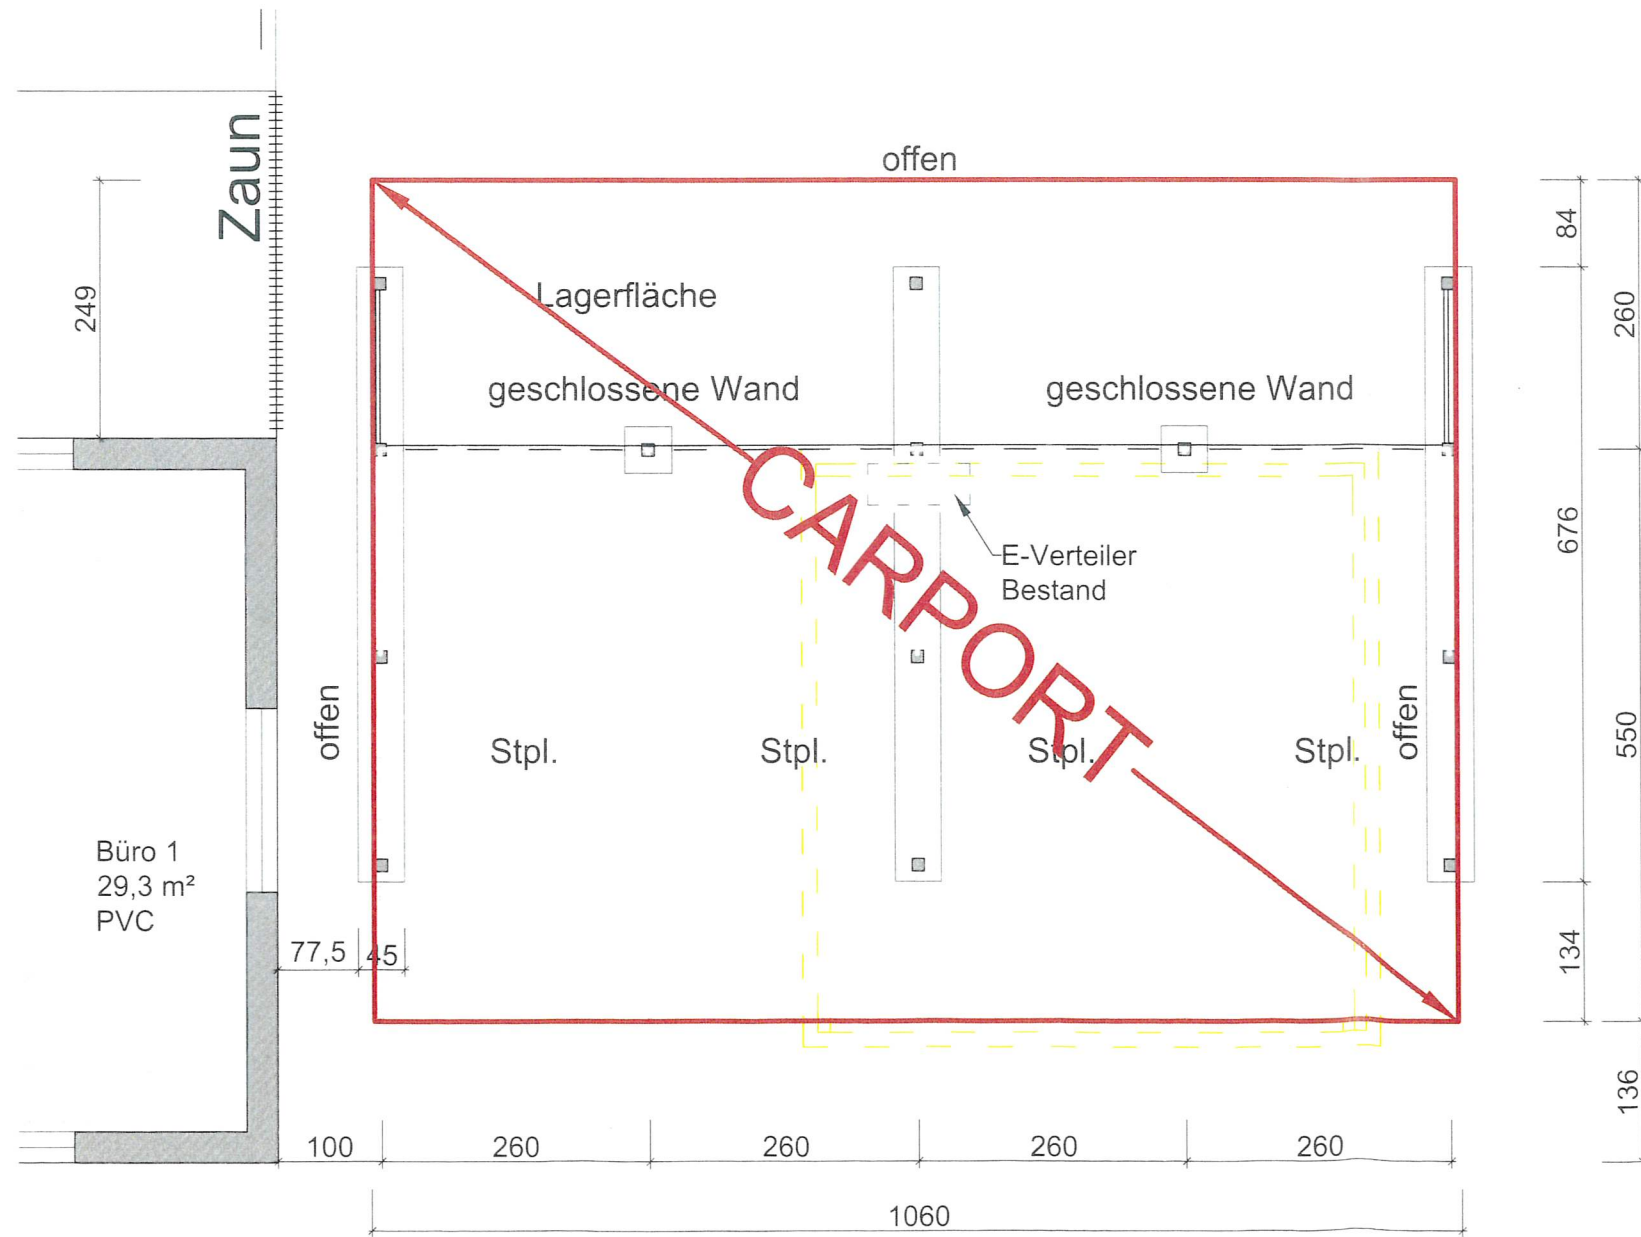 Zaun
offen
84
249
Lagerfläche
260
geschlossene Wand
geschlossene Wand
CARPORT
676
E-Verteiler
Bestand
offen
offen
550
Stpl.
Stpl.
Stpl.
Stpl.
Büro 1
29,3 m²
PVC
77,5
45
134
136
100
260
260
260
260
1060